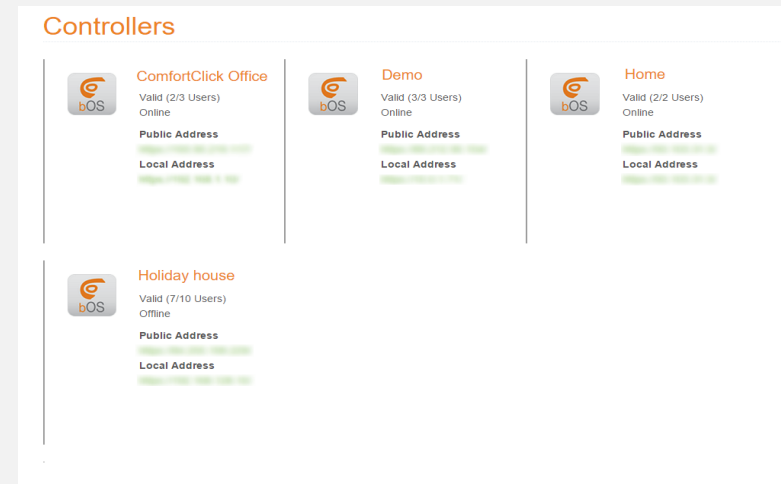 Controllers
ComfortClick Office
bOS
Valid (2/3 Users)
Online
Public Address
Local Address
Demo
bOS
Valid (3/3 Users)
Online
Public Address
Local Address
Home
bOS
Valid (2/2 Users)
Online
Public Address
Local Address
Holiday house
bOS
Valid (7/10 Users)
Offline
Public Address
Local Address